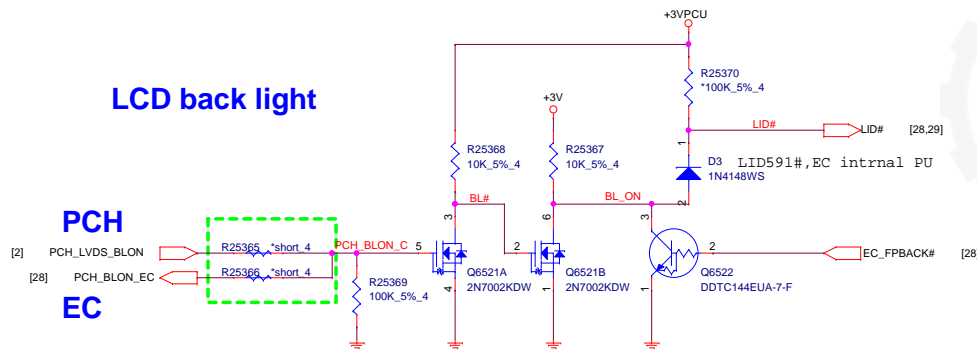 +3VPCU
LCD back light
R25370
*100K_5%_4
+3V
LID#
LID#
[28,29]
1
R25368
10K_5%_4
R25367
10K_5%_4
D3
1N4148WS
LID591#,EC intrnal PU
BL#
BL_ON
2
3
6
3
PCH
[2]
PCH_LVDS_BLON
R25365
*short_4
PCH_BLON_C
5
2
2
EC_FPBACK#
[28]
[28]
PCH_BLON_EC
R25366
*short_4
EC
R25369
100K_5%_4
Q6521A
2N7002KDW
4
Q6521B
2N7002KDW
1
Q6522
DDTC144EUA-7-F
1